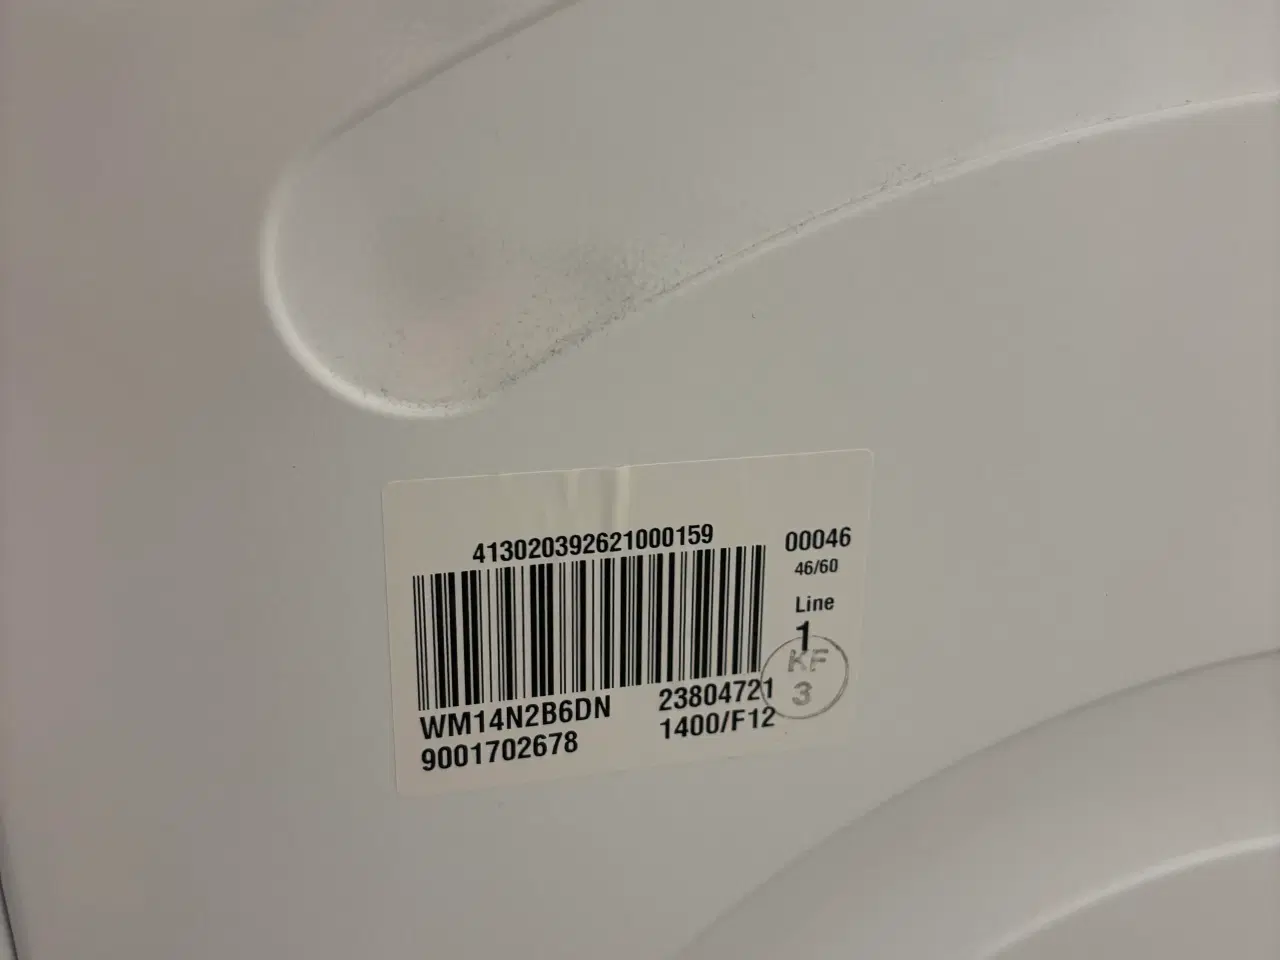 413020392621000159
00046
46/60
Line
1
KF
3
WM14N2B6DN 23804721
9001702678 1400/F12